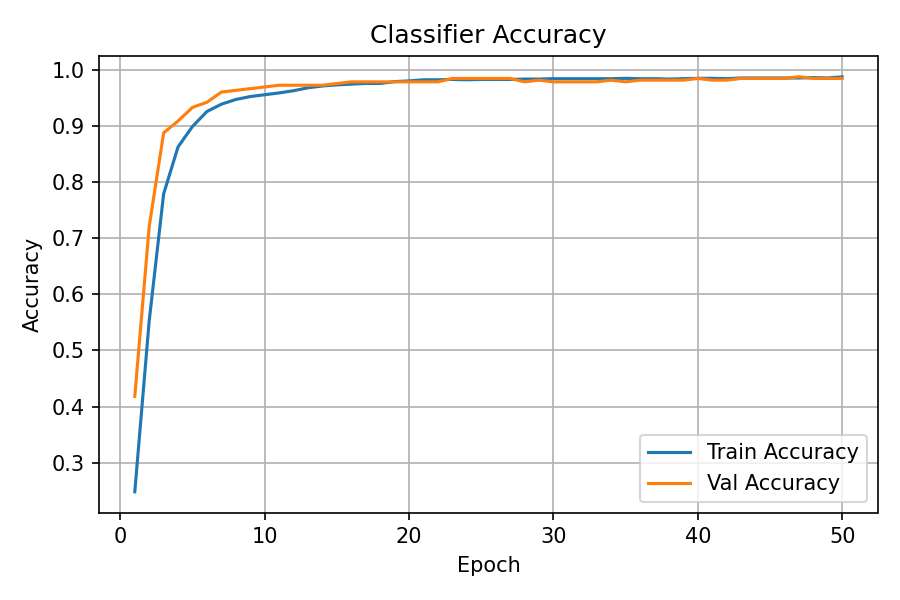 Classifier Accuracy
1.0
0.9
0.8
0.7
0.6
0.5
0.4
0.3
Accuracy
0 10 20 30 40 50
Epoch
Train Accuracy
Val Accuracy